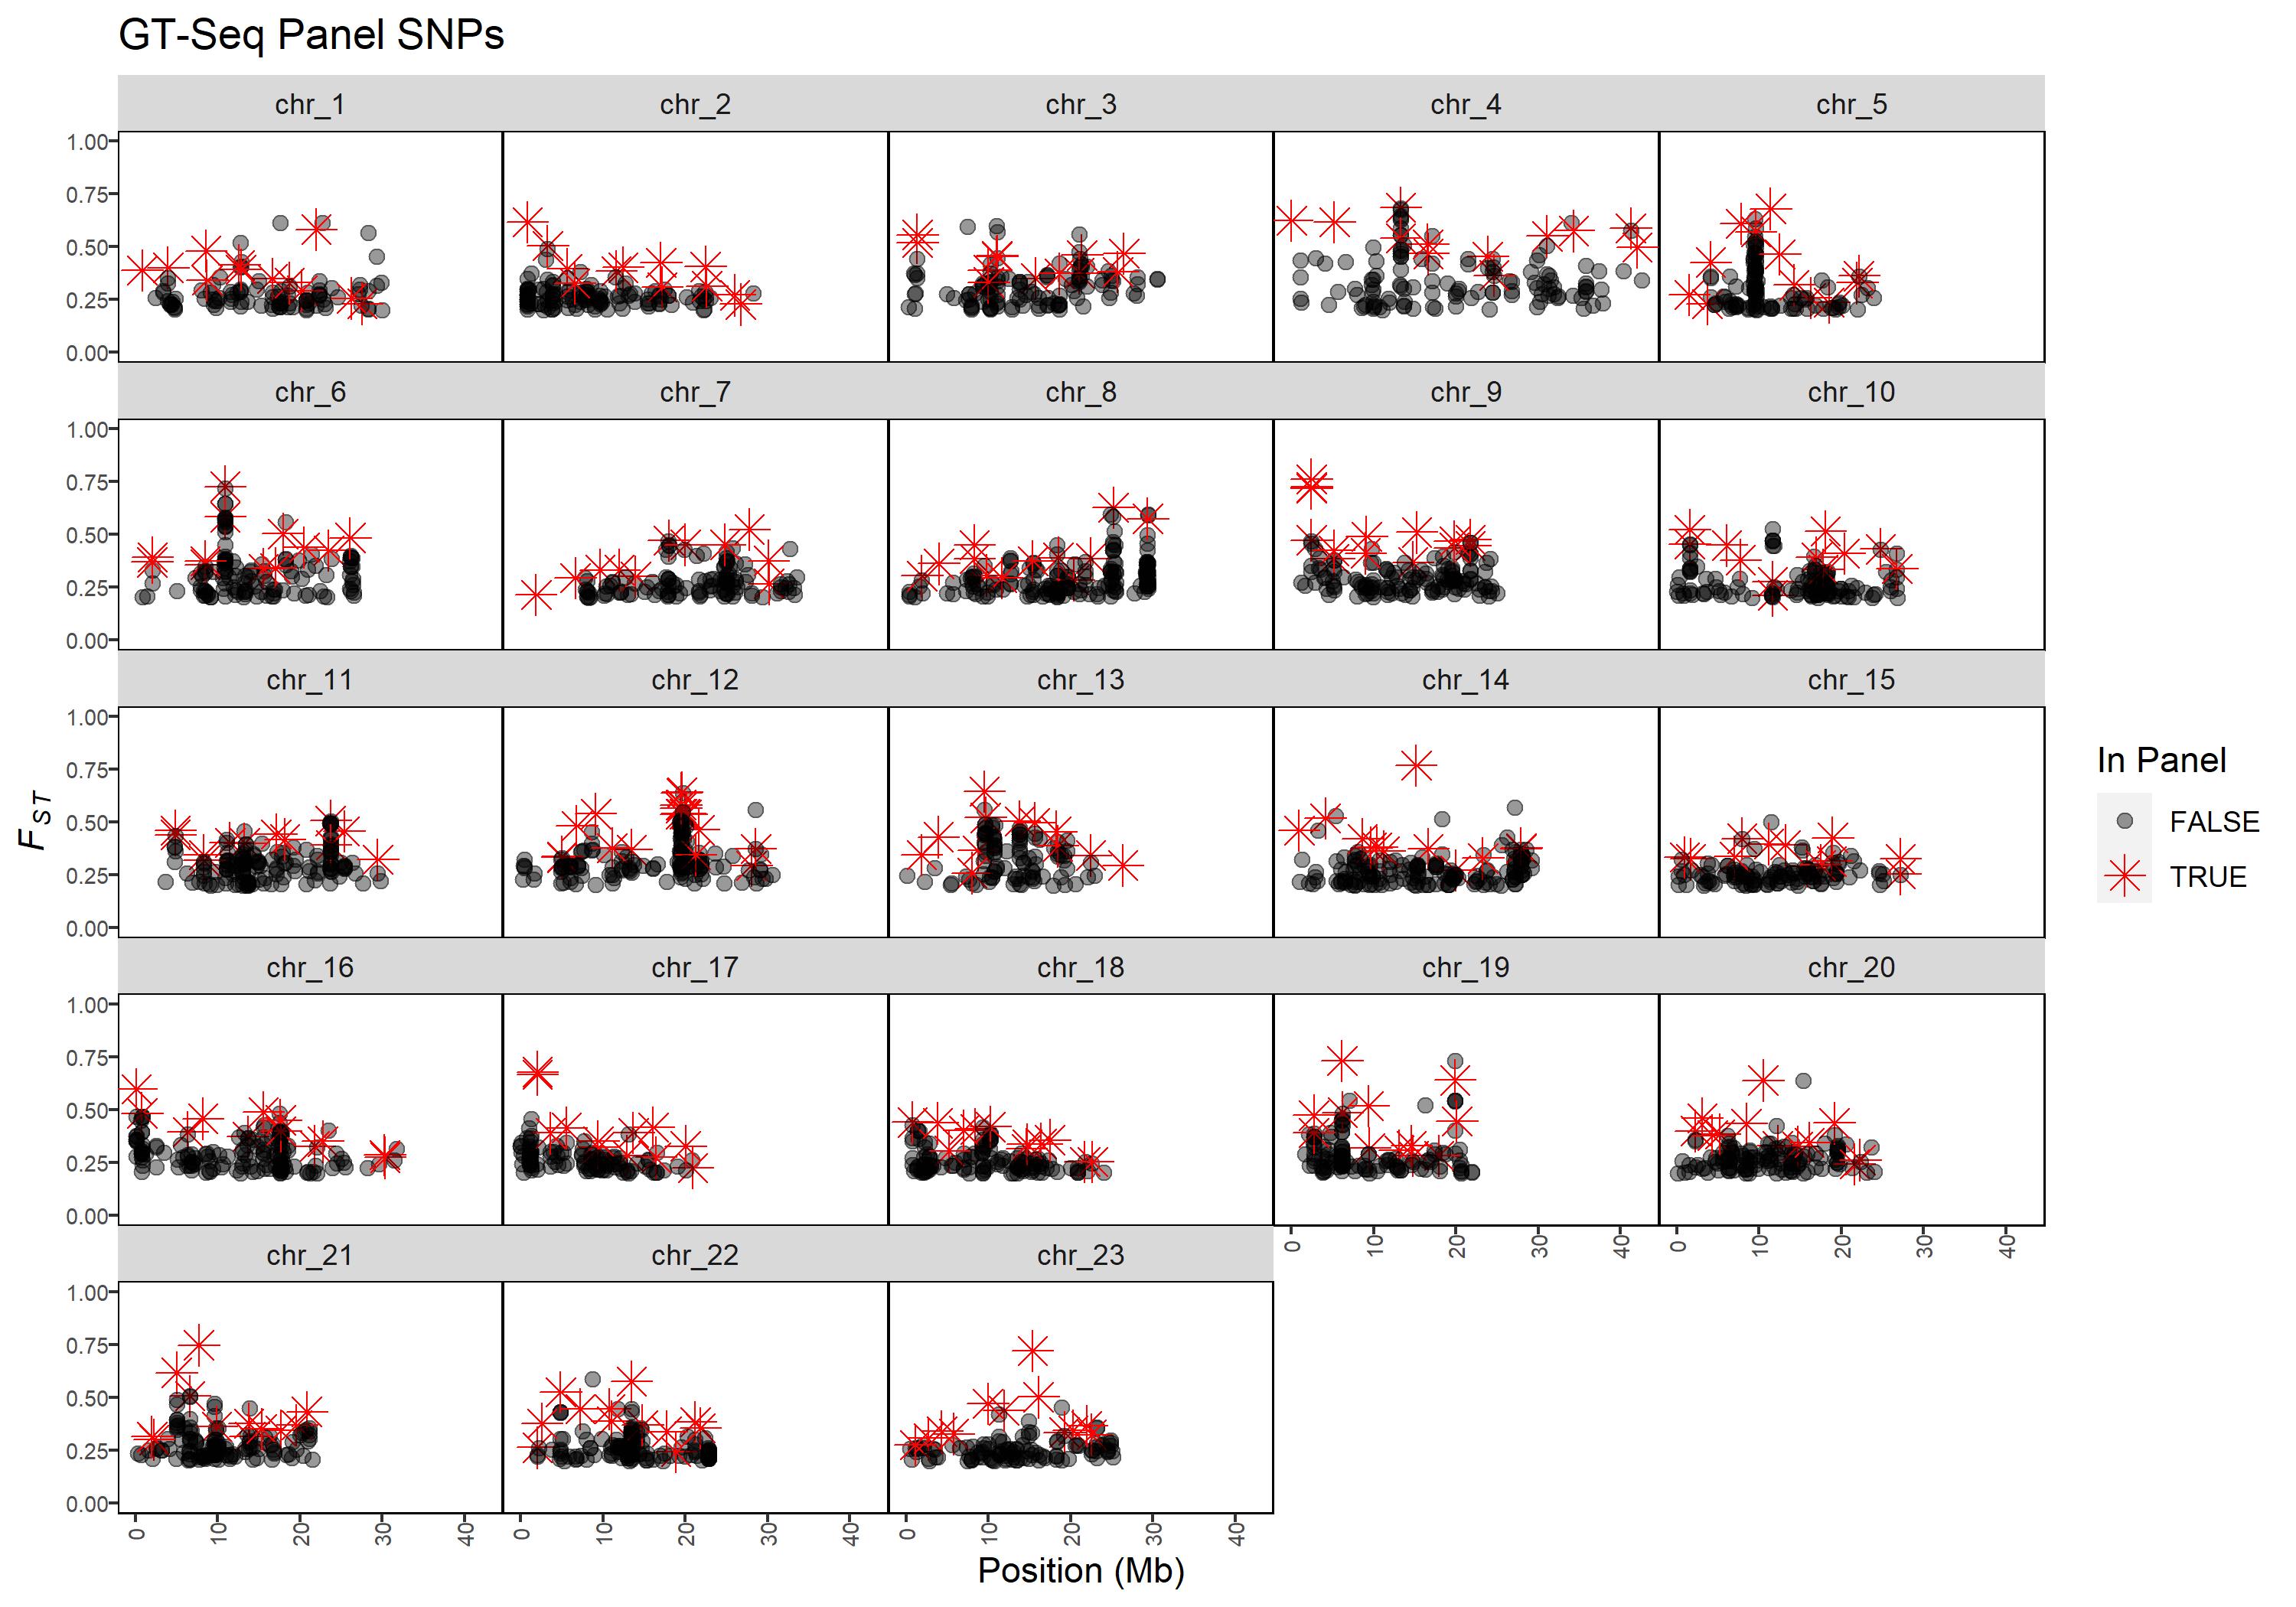 GT-Seq Panel SNPs
chr_1 chr_2 chr_3 chr_4 chr_5
1.00
0.75
0.50
0.25
0.00
chr_6 chr_7 chr_8 chr_9 chr_10
1.00
0.75
0.50
0.25
0.00
chr_11 chr_12 chr_13 chr_14 chr_15
1.00
0.75
0.50
0.25
0.00
chr_16 chr_17 chr_18 chr_19 chr_20
1.00
0.75
0.50
0.25
0.00
0 10 20 30 40 0 10 20 30 40
chr_21 chr_22 chr_23
1.00
0.75
0.50
0.25
0.00
0 10 20 30 40 0 10 20 30 40 0 10 20 30 40
Position (Mb)
FST
In Panel
FALSE
TRUE